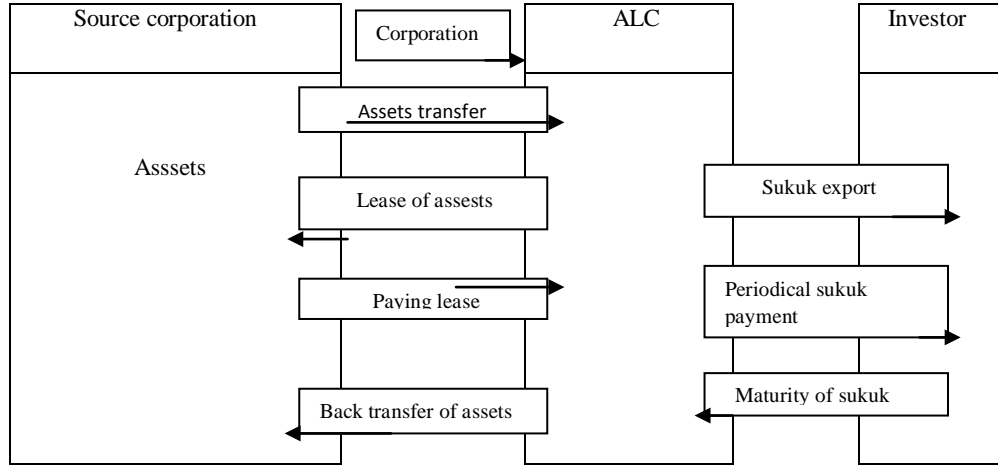 Source corporation
Corporation
ALC
Investor
Assets transfer
Asssets
Lease of assests
Sukuk export
Paying lease
Periodical sukuk
payment
Back transfer of assets
Maturity of sukuk